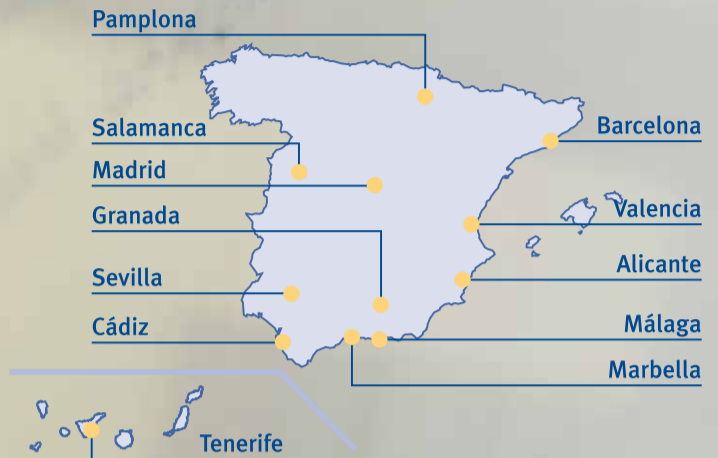 Pamplona
Salamanca
Barcelona
Madrid
Granada
Valencia
Alicante
Sevilla
Cádiz
Málaga
Marbella
Tenerife